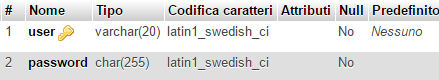 # Nome Tipo Codifica caratteri Attributi Null Predefinito
1 user varchar(20) latin1_swedish_ci No Nessuno
2 password char(255) latin1_swedish_ci No